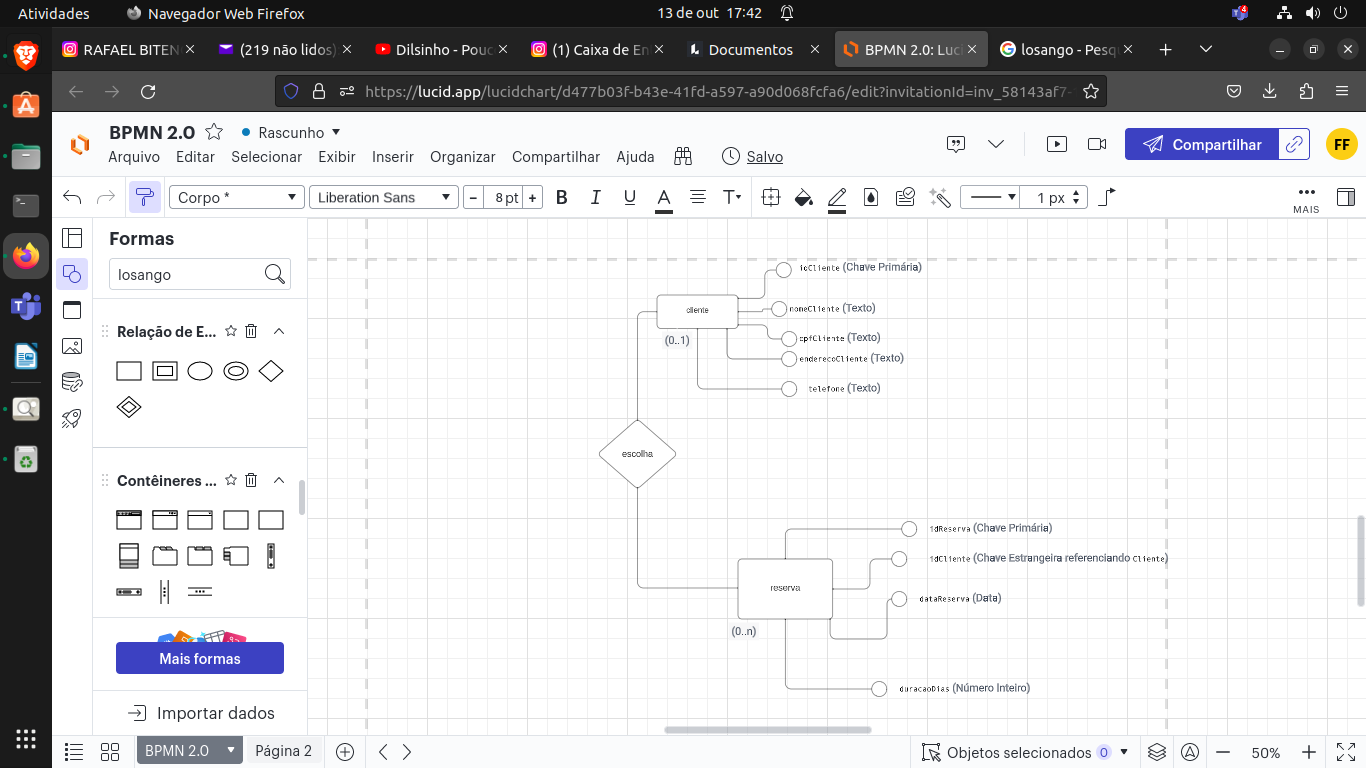 Atividades
Navegador Web Firefox
13 de out 17:42
4
RAFAEL BITEN
(219 não lidos)
Dilsinho - Pouc
(1) Caixa de En
Documentos
BPMN 2.0: Luci
losango - Pesqu
https://lucid.app/lucidchart/d477b03f-b43e-41fd-a597-a90d068fcfa6/edit?invitationId=inv_58143af7-
BPMN 2.0
Rascunho
Arquivo Editar Selecionar Exibir Inserir Organizar Compartilhar Ajuda
Salvo
Compartilhar
FF
Corpo *
Liberation Sans
− 8 pt +
B I U A T
1 px
MAIS
Formas
losango
Relação de E...
Contêineres ...
Mais formas
Importar dados
idCliente (Chave Primária)
cliente
nomeCliente (Texto)
cpfCliente (Texto)
(0..1)
enderecoCliente (Texto)
telefone (Texto)
escolha
idReserva (Chave Primária)
idCliente (Chave Estrangeira referenciando Cliente)
reserva
dataReserva (Data)
(0..n)
duracaoDias (Número Inteiro)
BPMN 2.0
Página 2
Objetos selecionados 0
50%